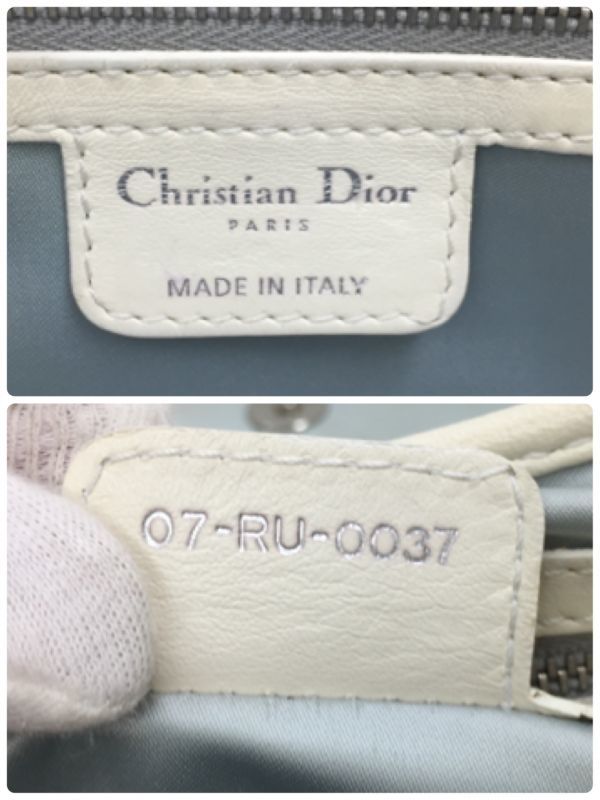 Christian Dior
PARIS
MADE IN ITALY
07-RU-0037